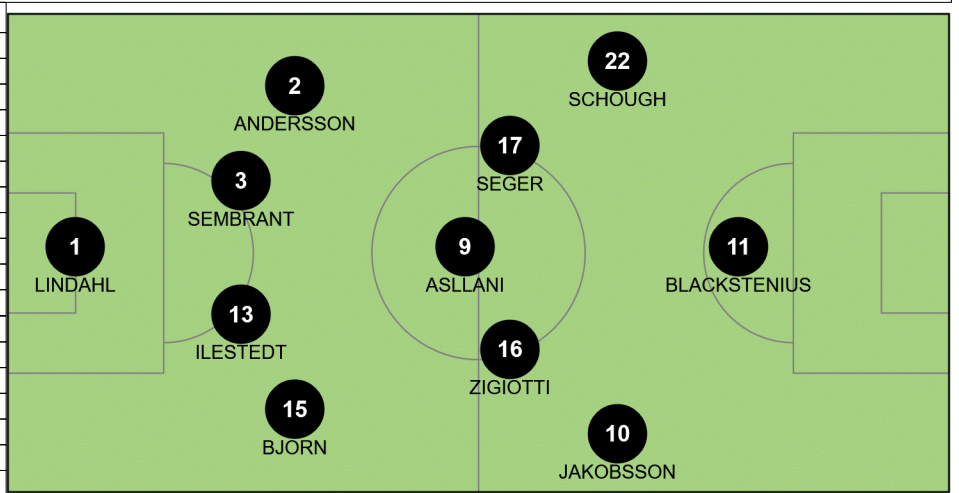 22
SCHOUGH
2
ANDERSSON
17
SEGER
3
SEMBRANT
1
LINDAHL
9
ASLLANI
11
BLACKSTENIUS
13
ILESTEDT
16
ZIGIOTTI
15
BJORN
10
JAKOBSSON